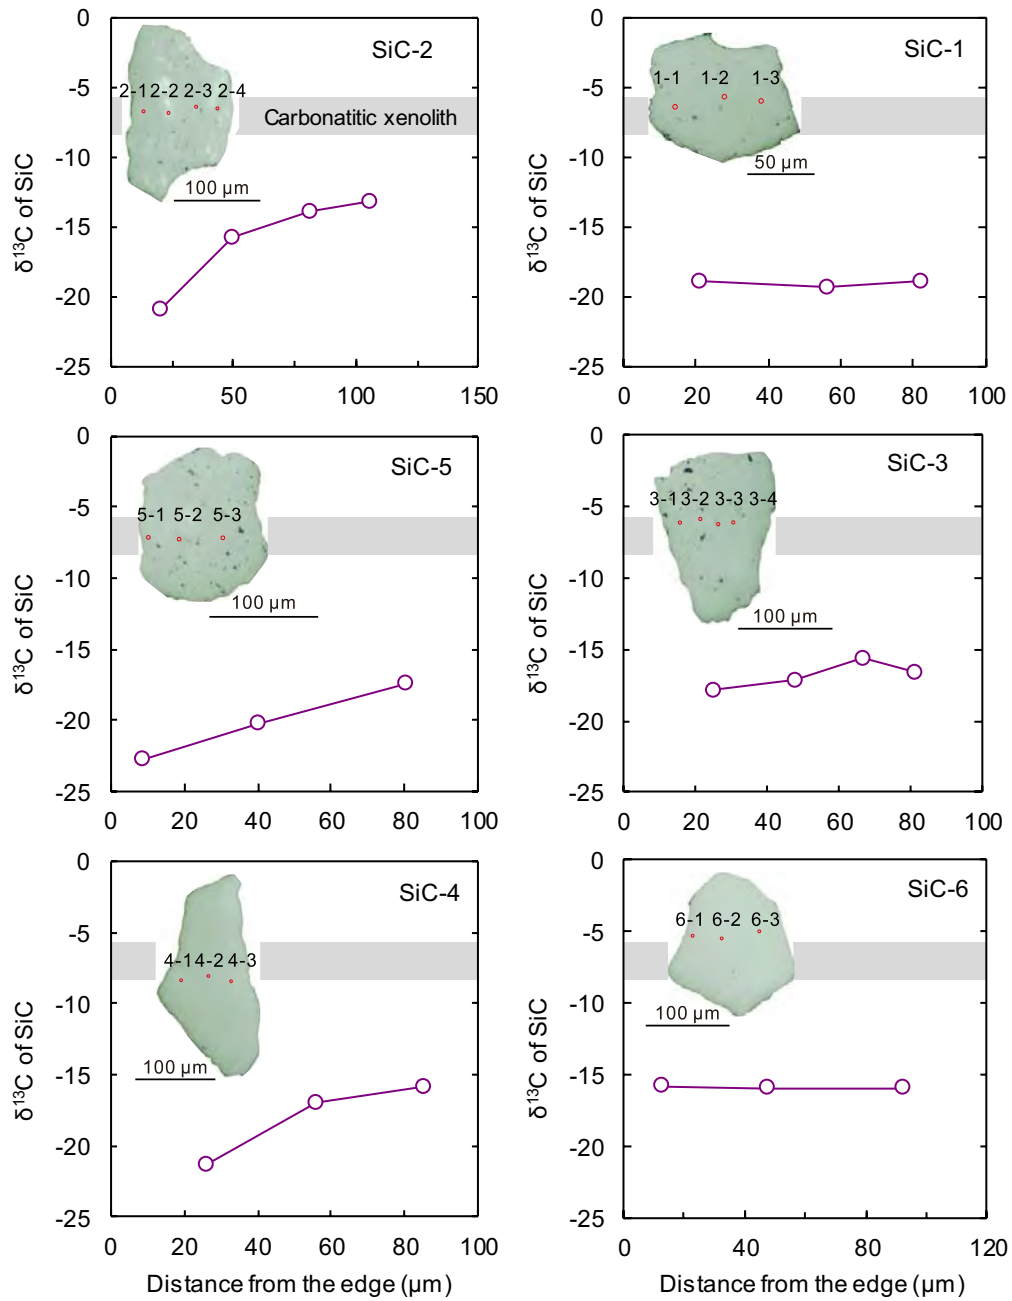 SiC-2
2-1 2-2 2-3 2-4
Carbonatitic xenolith
100 µm
δ¹³C of SiC
0
-5
-10
-15
-20
-25
0 50 100 150
SiC-1
1-1 1-2 1-3
50 µm
δ¹³C of SiC
0
-5
-10
-15
-20
-25
0 20 40 60 80 100
SiC-5
5-1 5-2 5-3
100 µm
δ¹³C of SiC
0
-5
-10
-15
-20
-25
0 20 40 60 80 100
SiC-3
3-1 3-2 3-3 3-4
100 µm
δ¹³C of SiC
0
-5
-10
-15
-20
-25
0 20 40 60 80 100
SiC-4
4-1 4-2 4-3
100 µm
δ¹³C of SiC
0
-5
-10
-15
-20
-25
0 20 40 60 80 100
Distance from the edge (µm)
SiC-6
6-1 6-2 6-3
100 µm
δ¹³C of SiC
0
-5
-10
-15
-20
-25
0 40 80 120
Distance from the edge (µm)